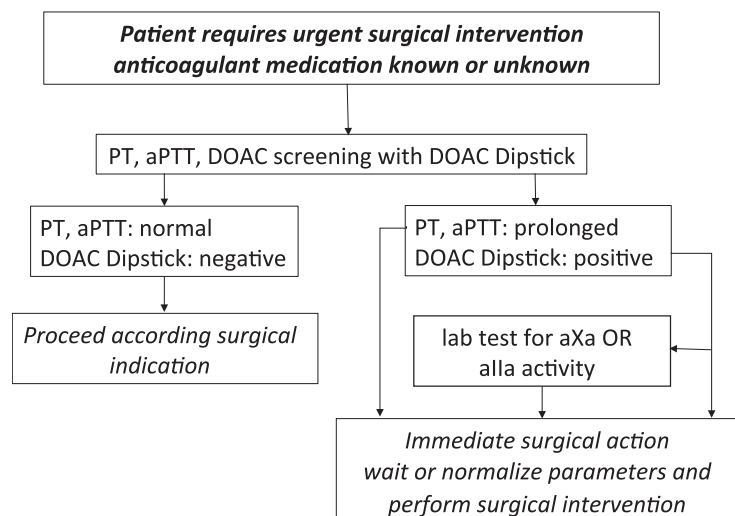 Patient requires urgent surgical intervention
anticoagulant medication known or unknown
PT, aPTT, DOAC screening with DOAC Dipstick
PT, aPTT: normal
DOAC Dipstick: negative
PT, aPTT: prolonged
DOAC Dipstick: positive
Proceed according surgical
indication
lab test for aXa OR
aIIa activity
Immediate surgical action
wait or normalize parameters and
perform surgical intervention